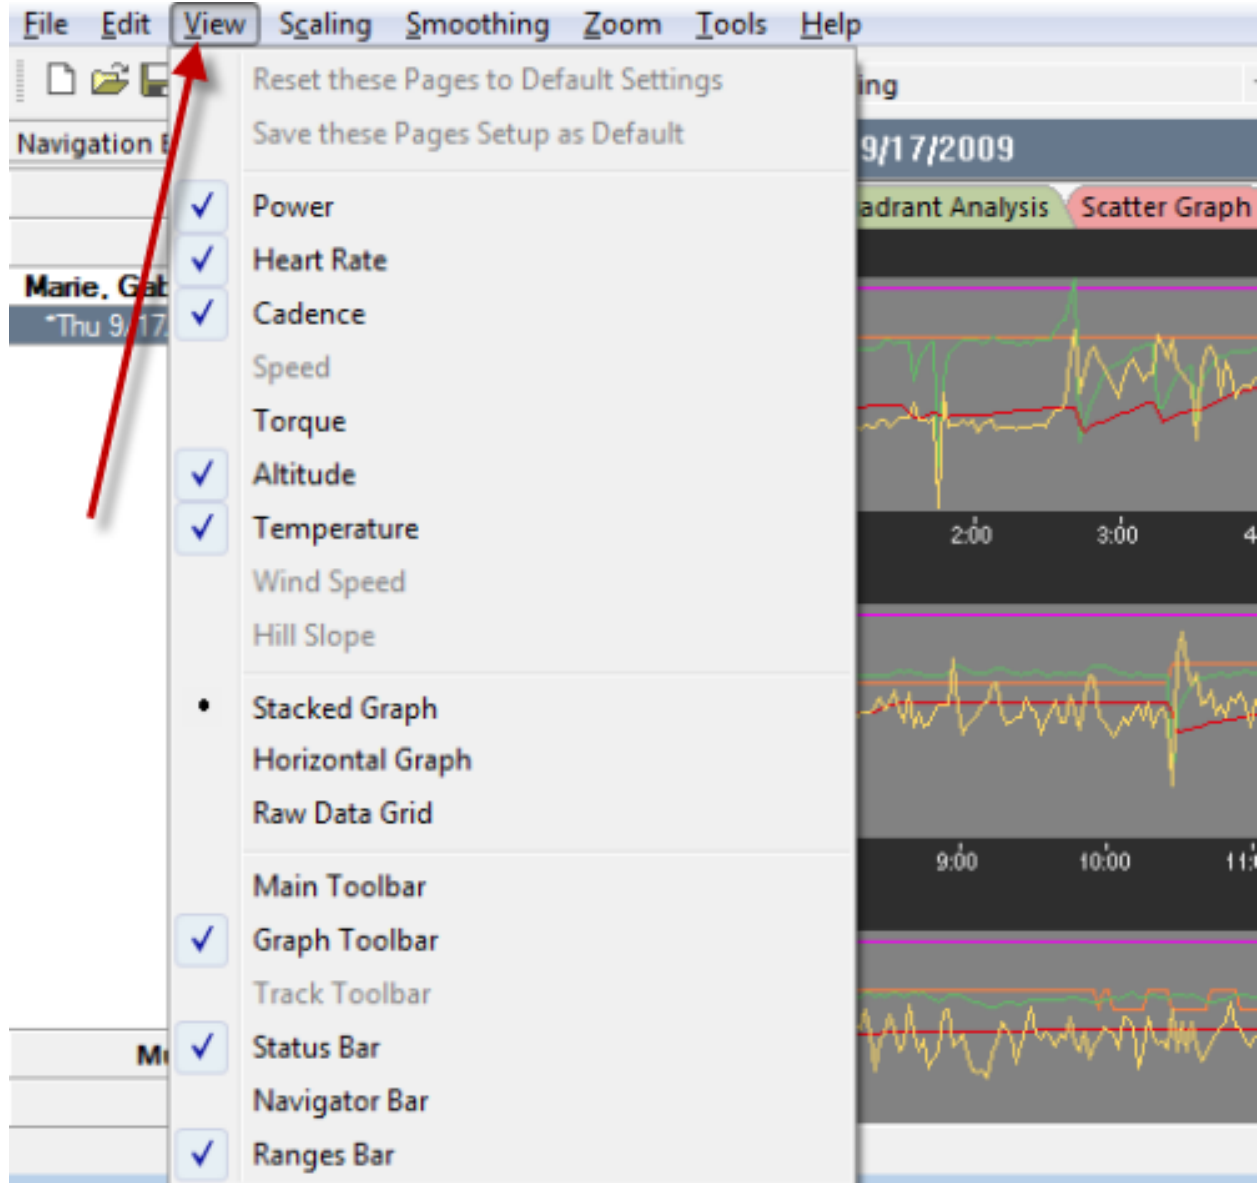 File Edit View Scaling Smoothing Zoom Tools Help
Reset these Pages to Default Settings
ing
Save these Pages Setup as Default
Navigation
9/17/2009
Power
adrant Analysis Scatter Graph
Heart Rate
Marie, Gab
Cadence
*Thu 9/17
Speed
Torque
Altitude
Temperature
2:00 3:00 4
Wind Speed
Hill Slope
Stacked Graph
Horizontal Graph
Raw Data Grid
9:00 10:00 11:
Main Toolbar
Graph Toolbar
Track Toolbar
Status Bar
Navigator Bar
Ranges Bar